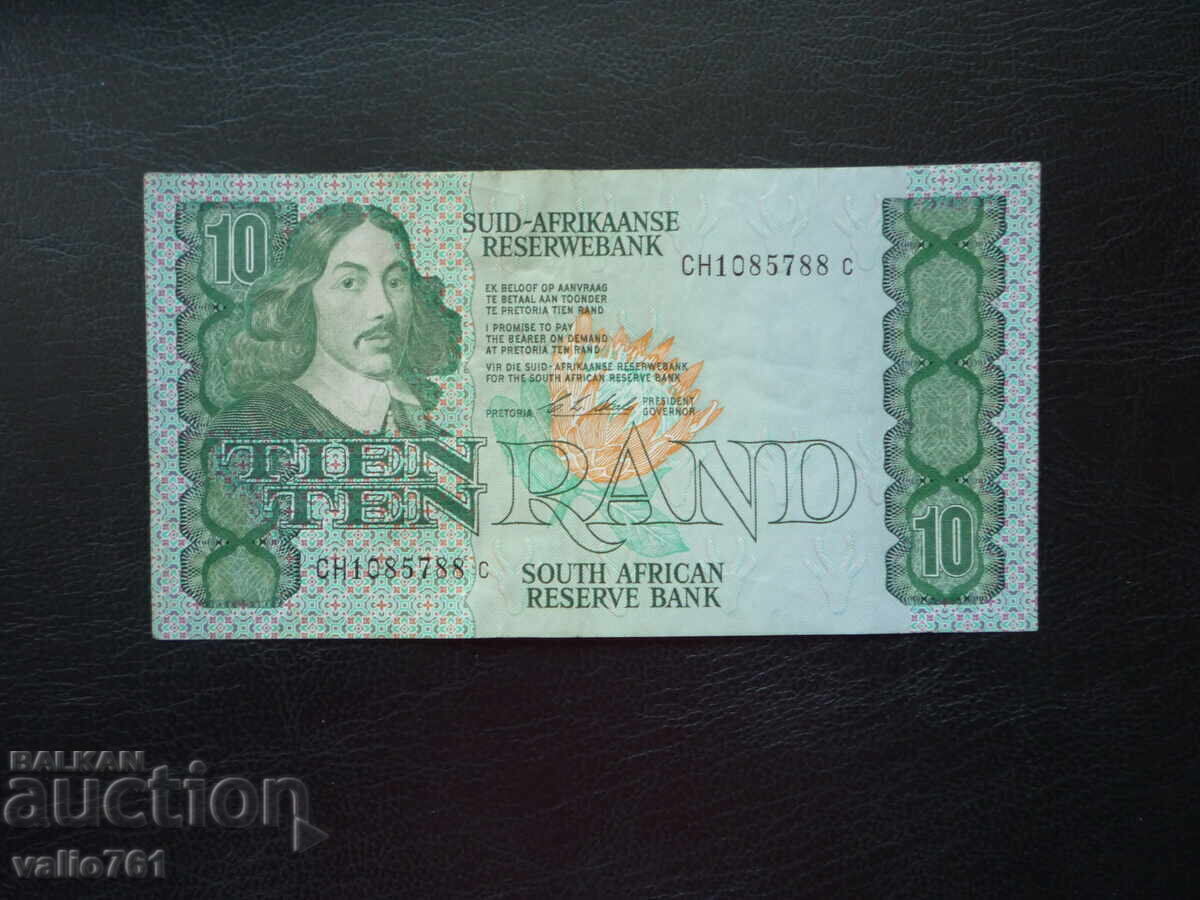 10
SUID-AFRIKAANSE
RESERWEBANK
CH1085788 C
EK BELOOF OP AANVRAAG
TE BETAAL AAN TOONDER
TE PRETORIA TIEN RAND
I PROMISE TO PAY
THE BEARER ON DEMAND
AT PRETORIA TEN RAND
VIR DIE SUID-AFRIKAANSE RESERWEBANK
FOR THE SOUTH AFRICAN RESERVE BANK
PRETORIA
PRESIDENT
GOVERNOR
TIEN
TEN RAND
10
CH1085788 C
SOUTH AFRICAN
RESERVE BANK
BALKAN
auction
valio761